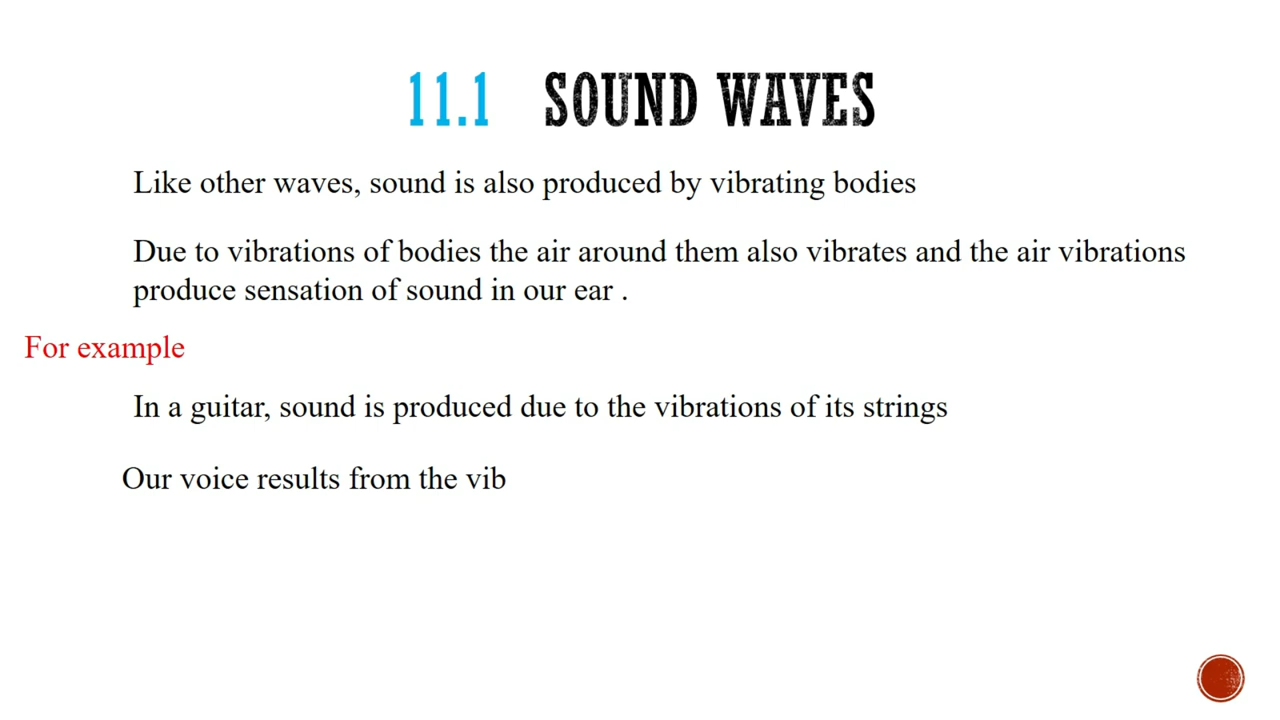 11.1 SOUND WAVES
Like other waves, sound is also produced by vibrating bodies
Due to vibrations of bodies the air around them also vibrates and the air vibrations
produce sensation of sound in our ear .
For example
In a guitar, sound is produced due to the vibrations of its strings
Our voice results from the vib